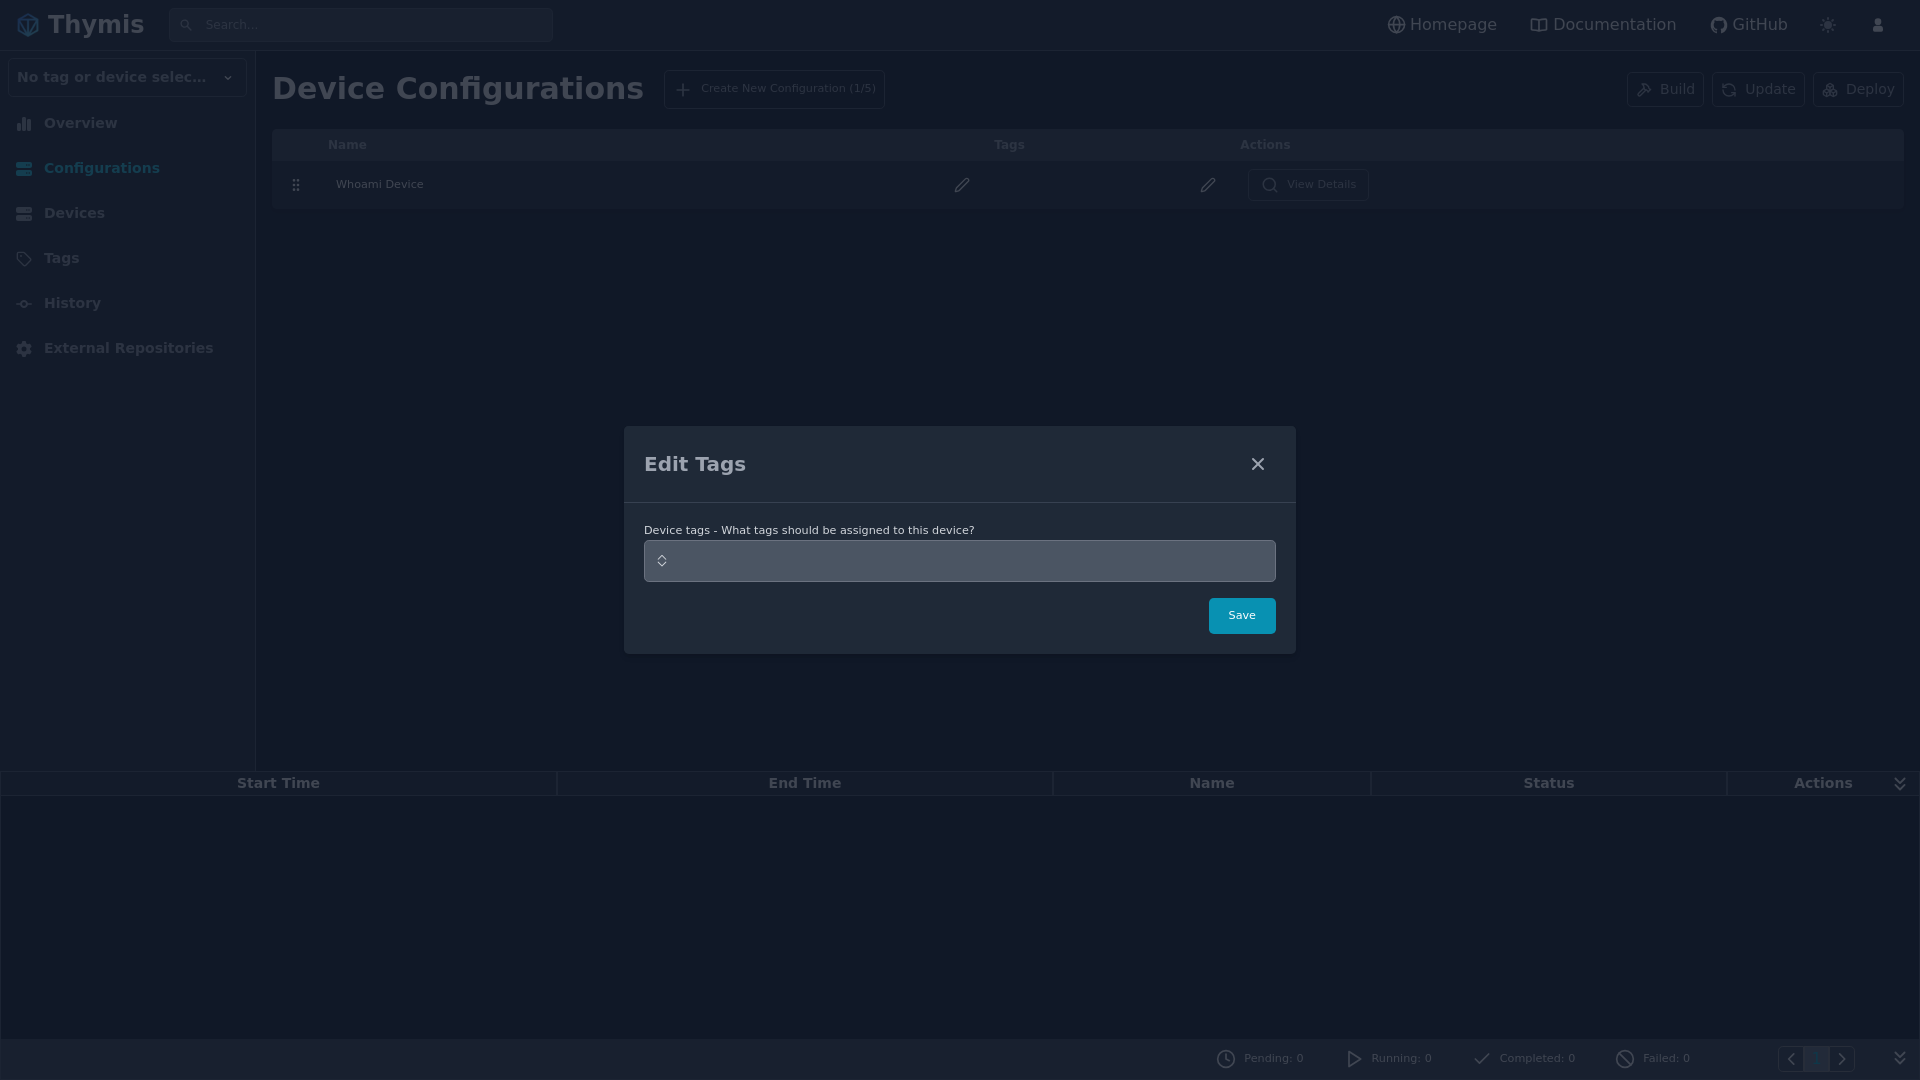 Thymis
Search...
Homepage
Documentation
GitHub
No tag or device selec...
Device Configurations
Create New Configuration (1/5)
Build
Update
Deploy
Overview
Configurations
Devices
Tags
History
External Repositories
Name
Tags
Actions
Whoami Device
View Details
Edit Tags
Device tags - What tags should be assigned to this device?
Save
Start Time
End Time
Name
Status
Actions
Pending: 0
Running: 0
Completed: 0
Failed: 0